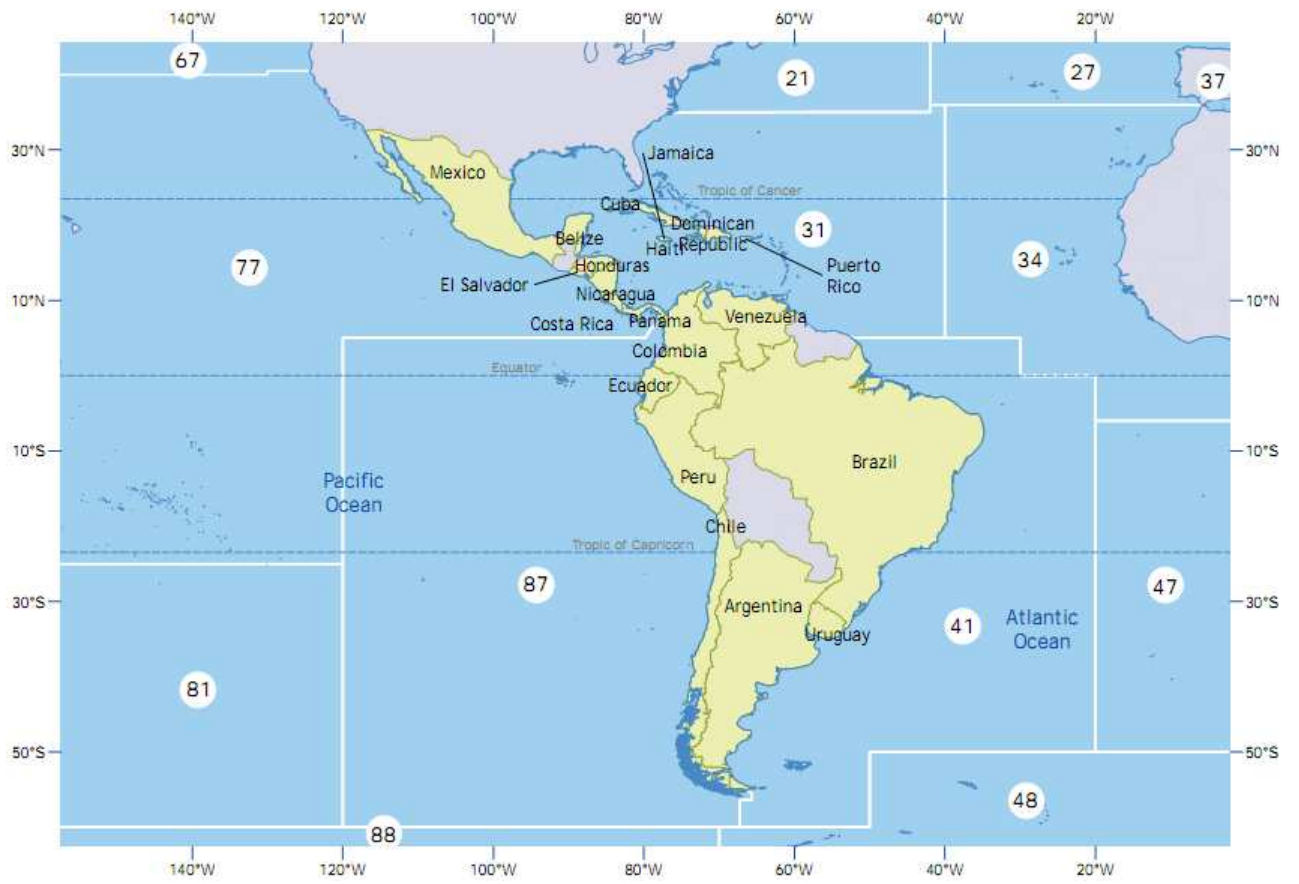 140°W 120°W 100°W 80°W 60°W 40°W 20°W
67
21
27
37
30°N
30°N
Jamaica
Mexico
Tropic of Cancer
Cuba
Dominican
Republic
31
Belize
Haiti
77
Honduras
34
Puerto
Rico
El Salvador
Nicaragua
10°N
10°N
Venezuela
Costa Rica
Panama
Colombia
Equator
Ecuador
10°S
10°S
Brazil
Peru
Pacific
Ocean
Chile
Tropic of Capricorn
87
47
30°S
30°S
Argentina
41
Atlantic
Ocean
Uruguay
81
50°S
50°S
48
88
140°W 120°W 100°W 80°W 60°W 40°W 20°W